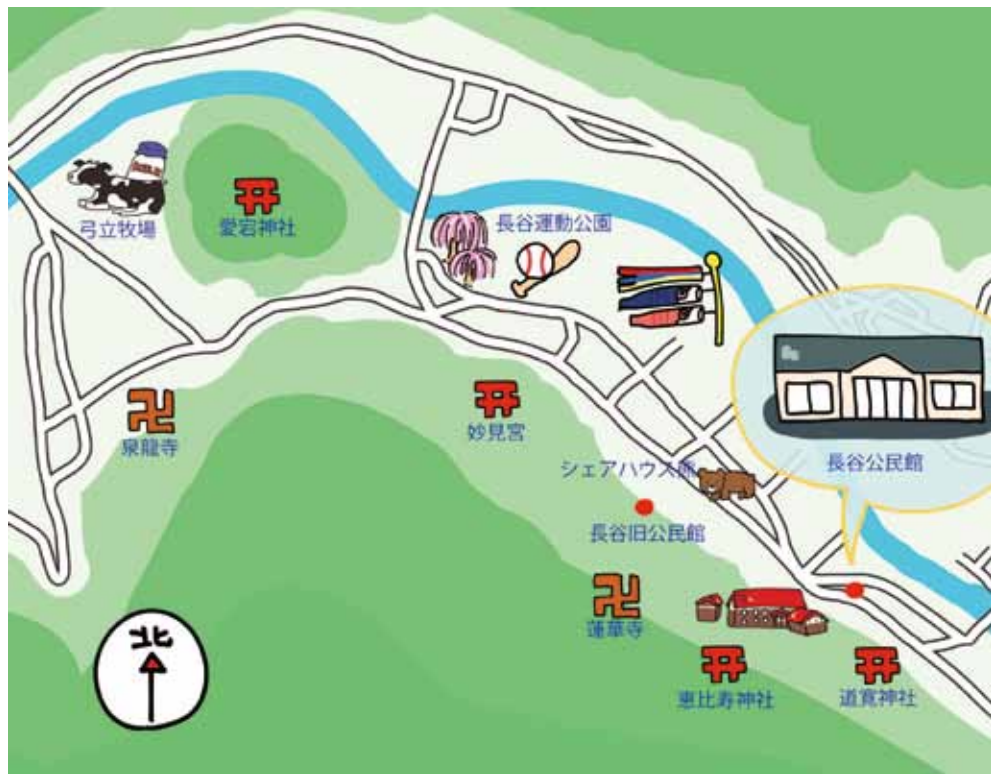 弓立牧場
愛宕神社
長谷運動公園
泉龍寺
妙見宮
長谷公民館
シェアハウス熊
長谷旧公民館
蓮華寺
恵比寿神社
道寛神社
北